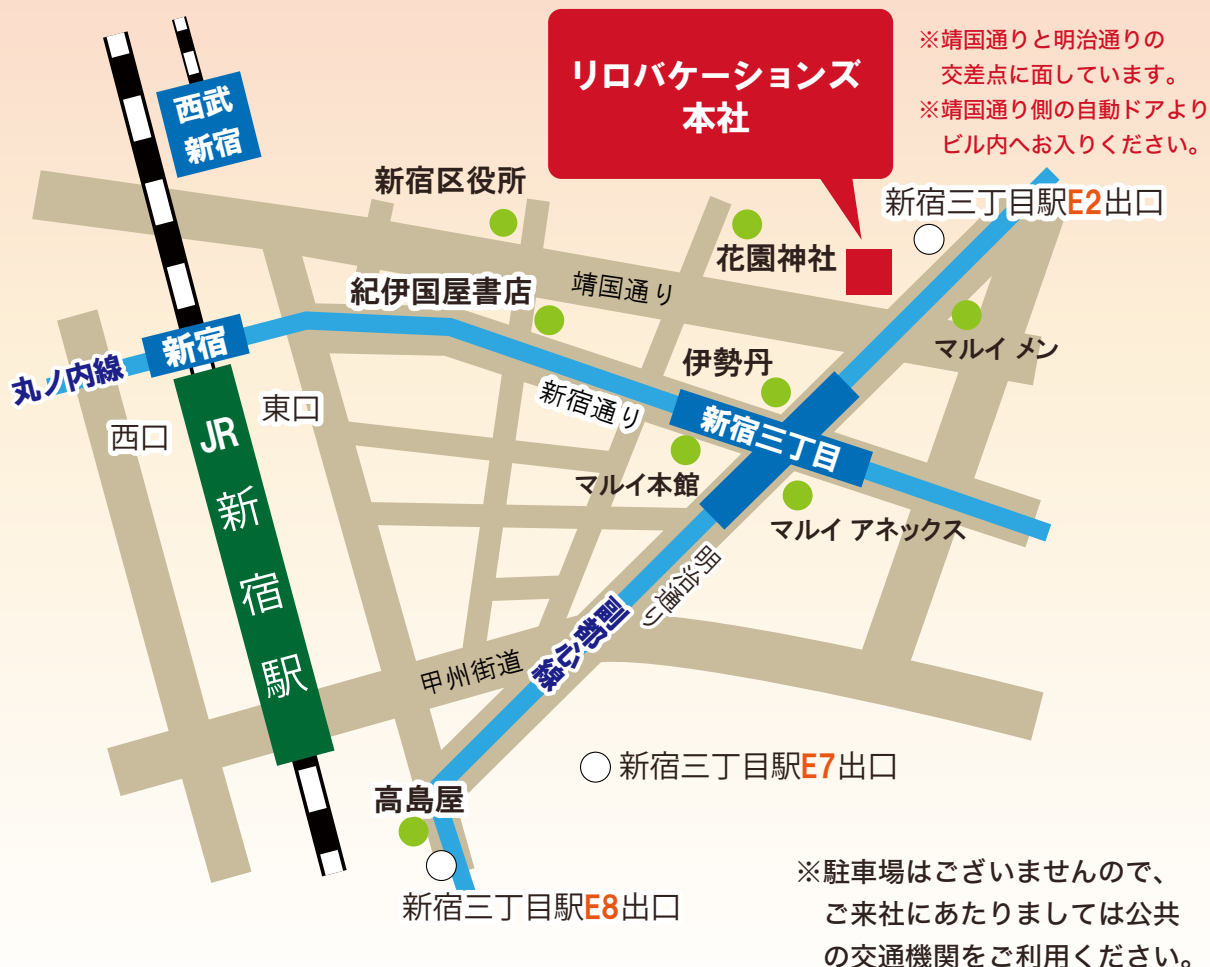 リロバケーションズ
本社
※靖国通りと明治通りの
交差点に面しています。
※靖国通り側の自動ドアより
ビル内へお入りください。
西武
新宿
新宿区役所
新宿三丁目駅E2出口
花園神社
靖国通り
紀伊国屋書店
マルイ メン
新宿
伊勢丹
丸ノ内線
新宿通り
東口
西口
新宿三丁目
マルイ本館
マルイ アネックス
JR新宿駅
明治通り
副都心線
甲州街道
新宿三丁目駅E7出口
高島屋
新宿三丁目駅E8出口
※駐車場はございませんので、
ご来社にあたりましては公共
の交通機関をご利用ください。